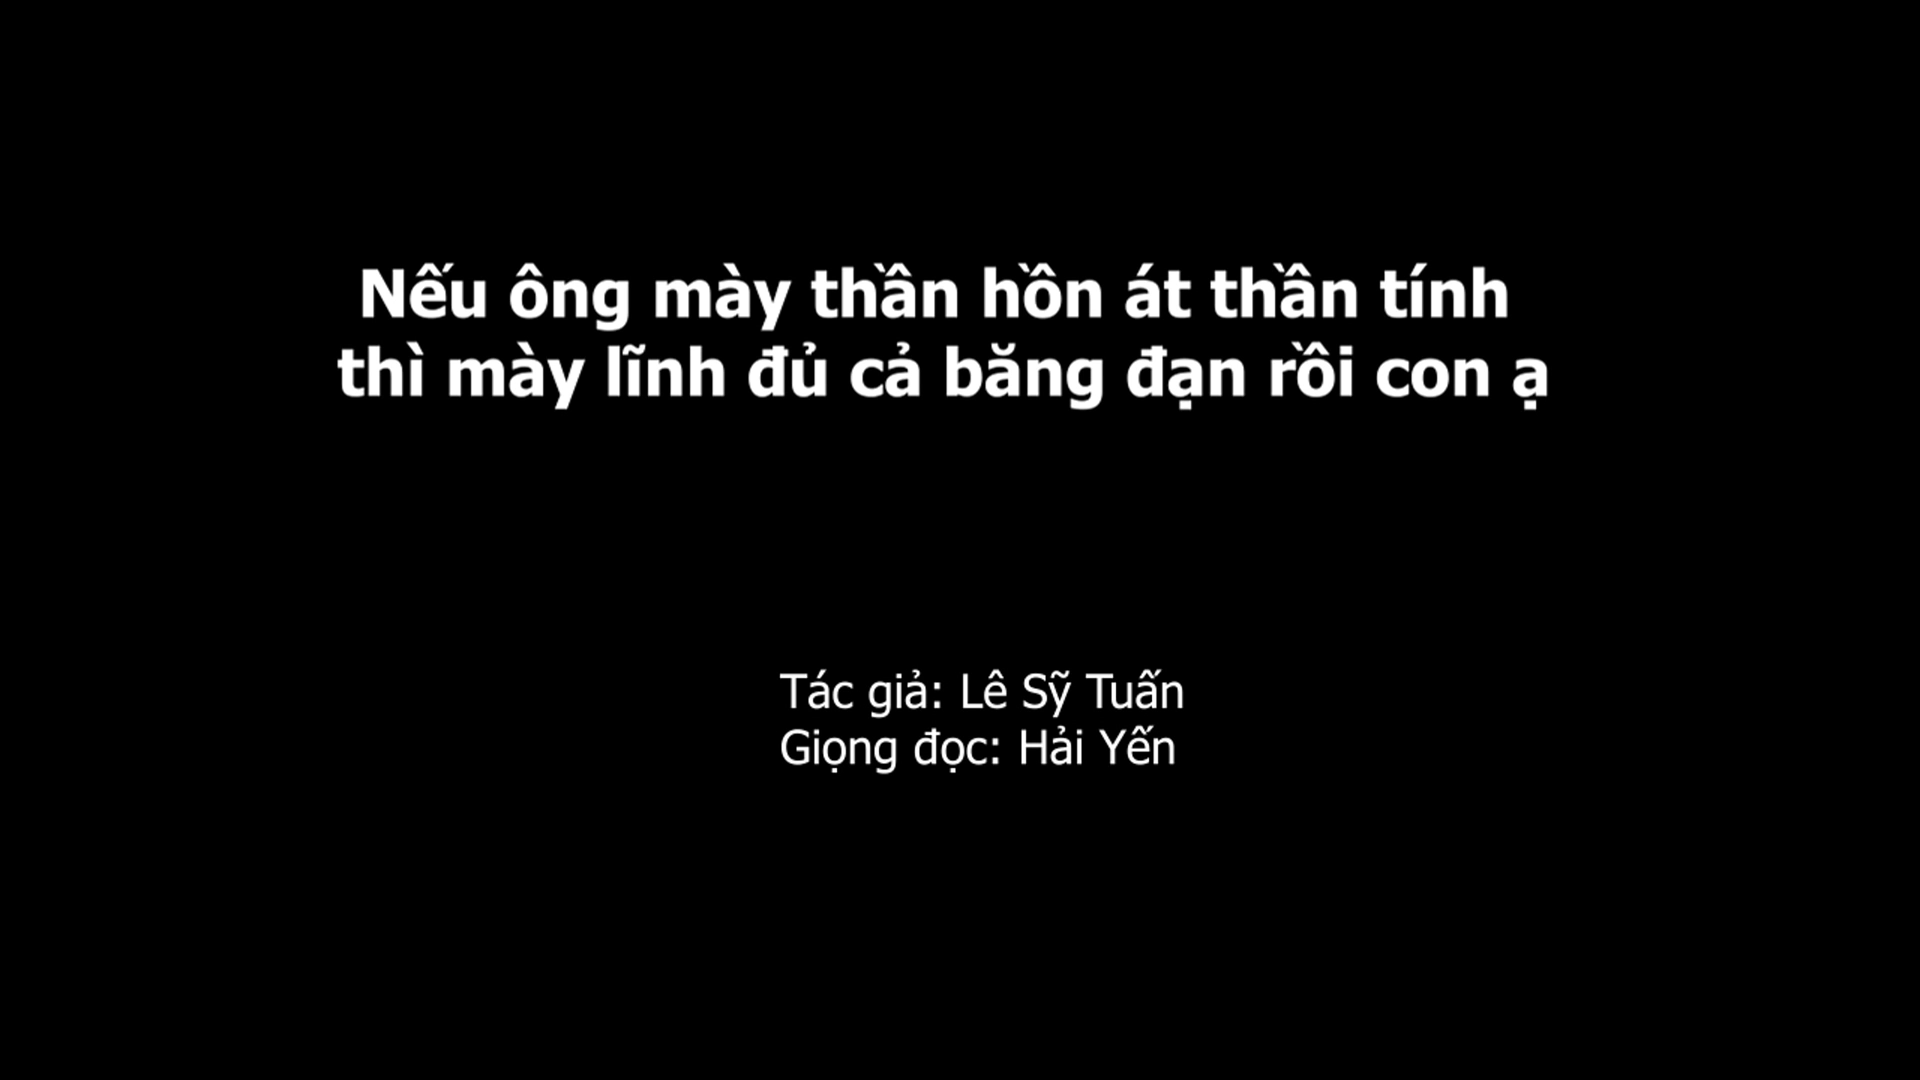 Nếu ông mày thần hồn át thần tính
thì mày lĩnh đủ cả băng đạn rồi con ạ
Tác giả: Lê Sỹ Tuấn
Giọng đọc: Hải Yến